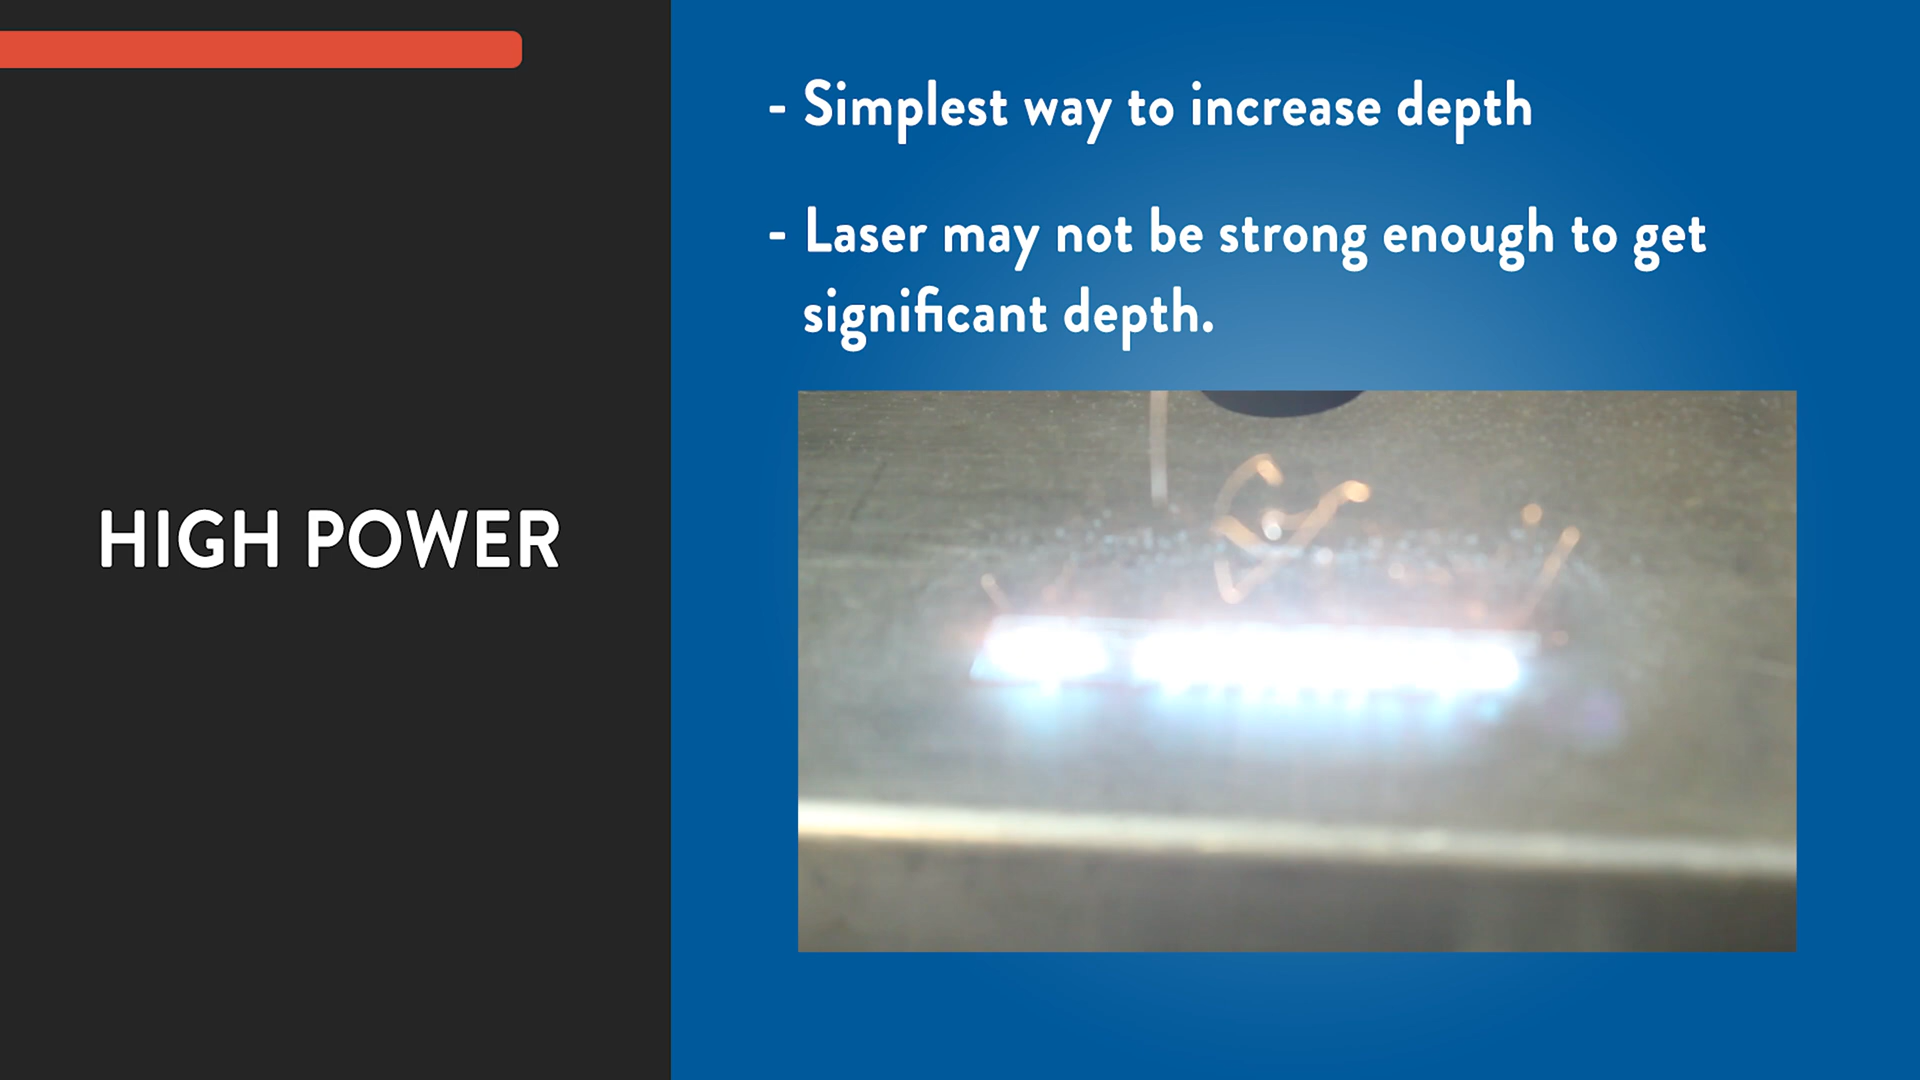 HIGH POWER
- Simplest way to increase depth
- Laser may not be strong enough to get
significant depth.